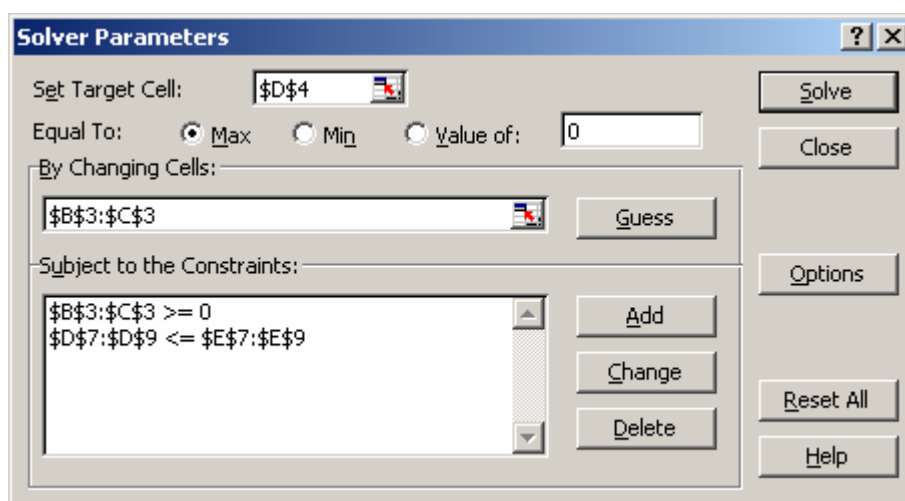 Solver Parameters
Set Target Cell: $D$4 Solve
Equal To: Max Min Value of: 0 Close
By Changing Cells:
$B$3:$C$3 Guess
Subject to the Constraints: Options
$B$3:$C$3 >= 0 Add
$D$7:$D$9 <= $E$7:$E$9
Change
Reset All
Delete
Help